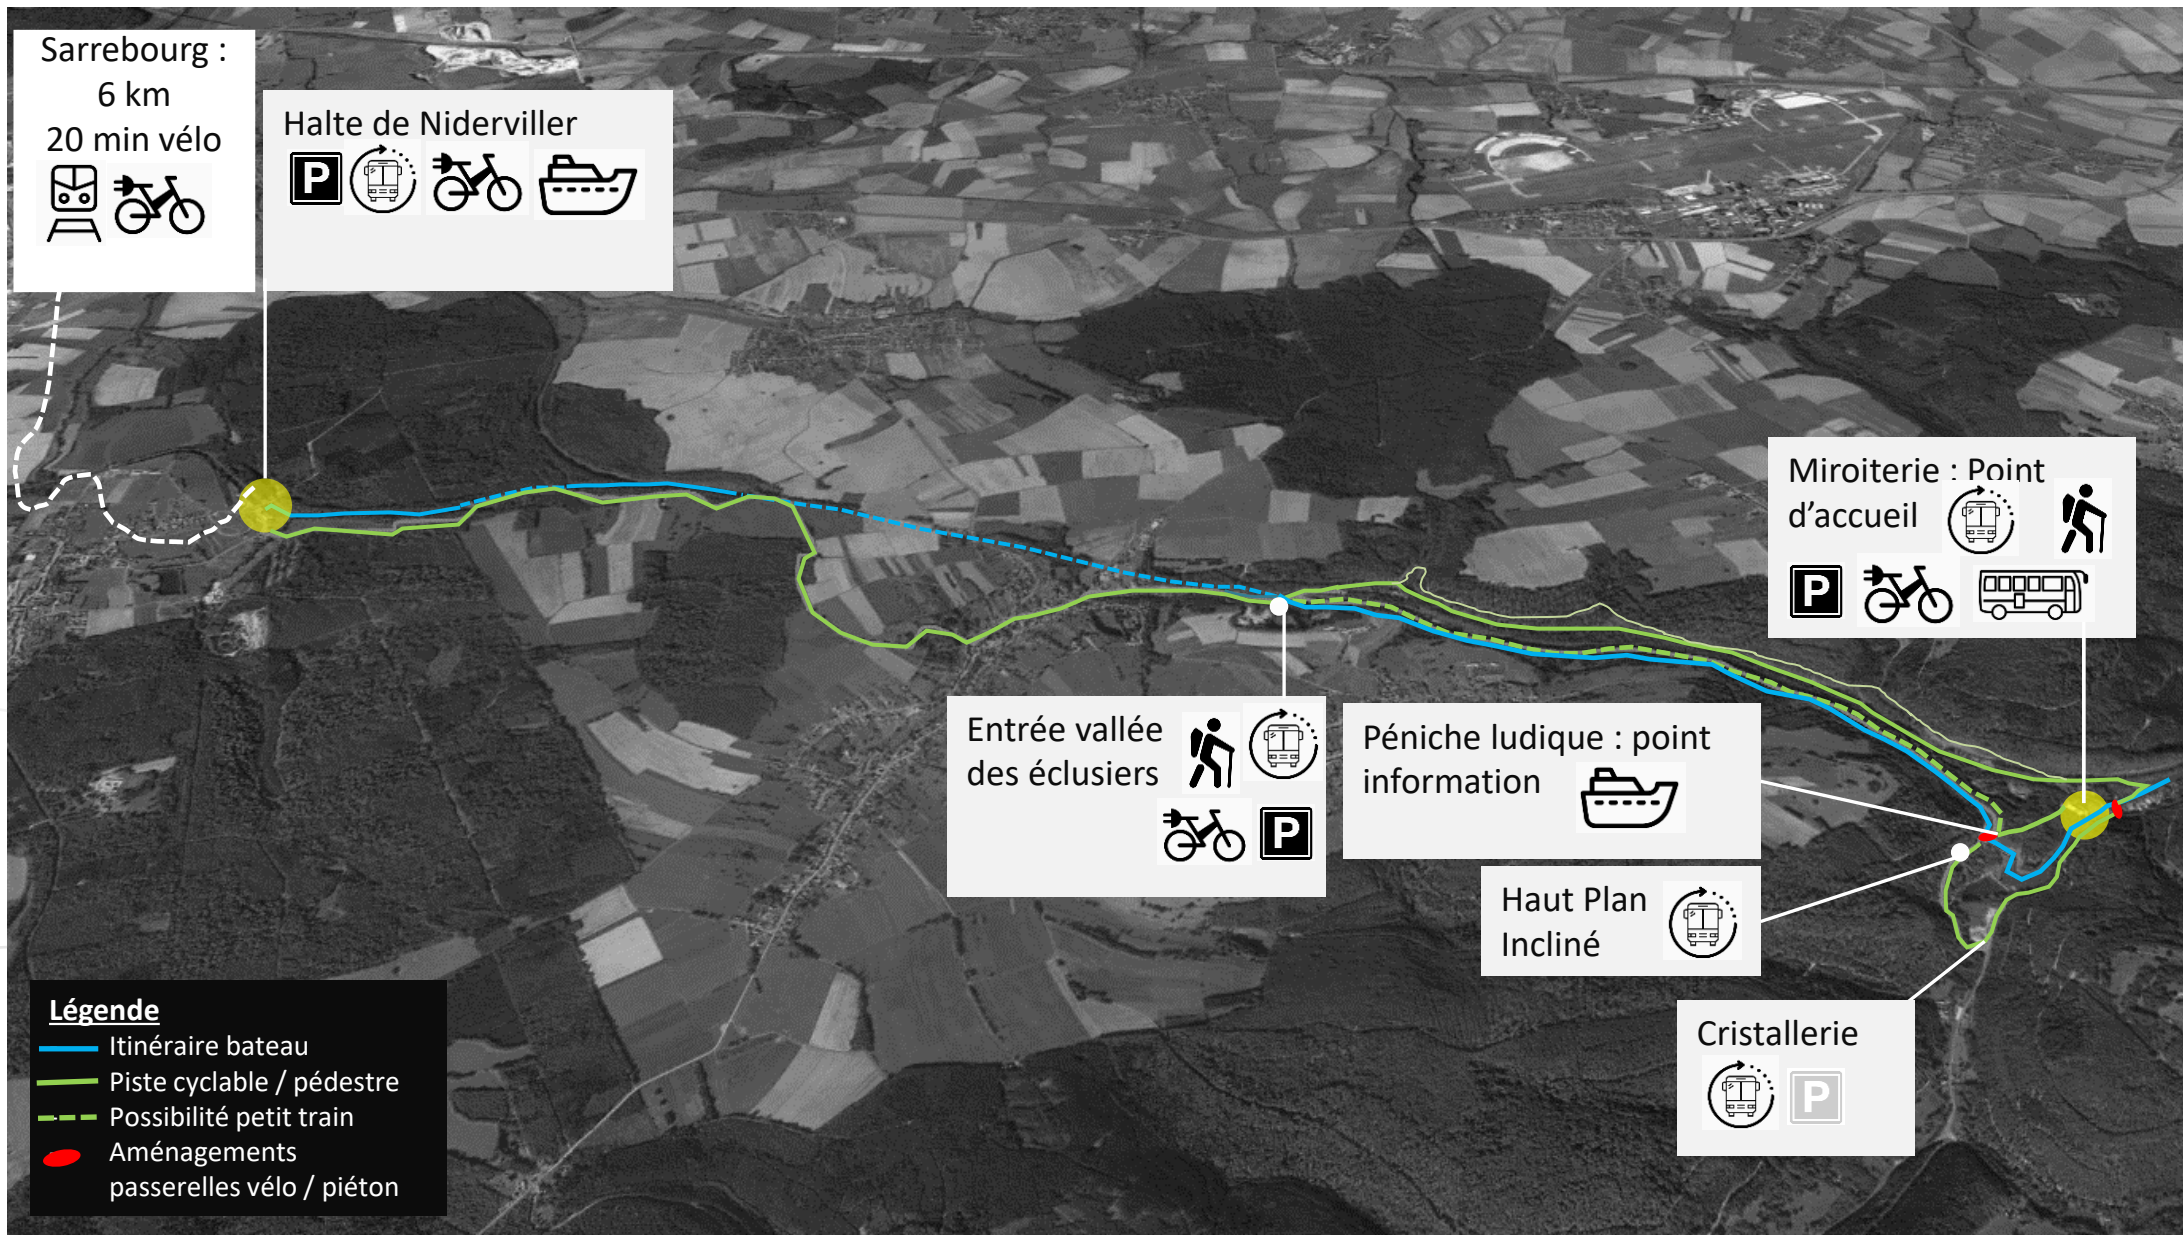 Sarrebourg :
6 km
20 min vélo
Halte de Niderviller
P
Miroiterie : Point
d'accueil
P
Entrée vallée
des éclusiers
P
Péniche ludique : point
information
Haut Plan
Incliné
Cristallerie
P
Légende
Itinéraire bateau
Piste cyclable / pédestre
Possibilité petit train
Aménagements
passerelles vélo / piéton